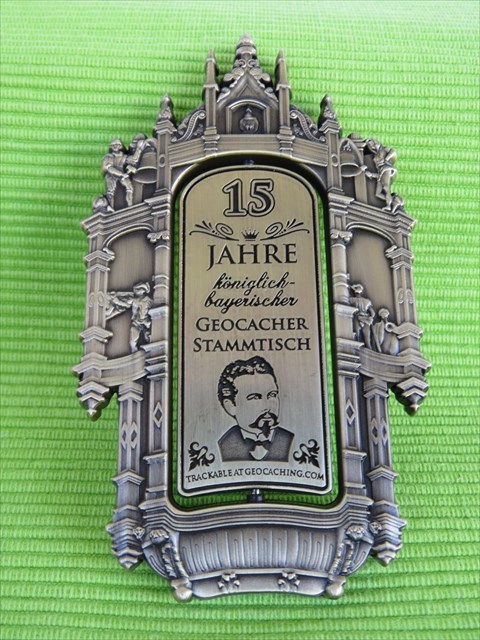 15
JAHRE
königlich-
bayerischer
GEOCACHER
STAMMTISCH
TRACKABLE AT GEOCACHING.COM